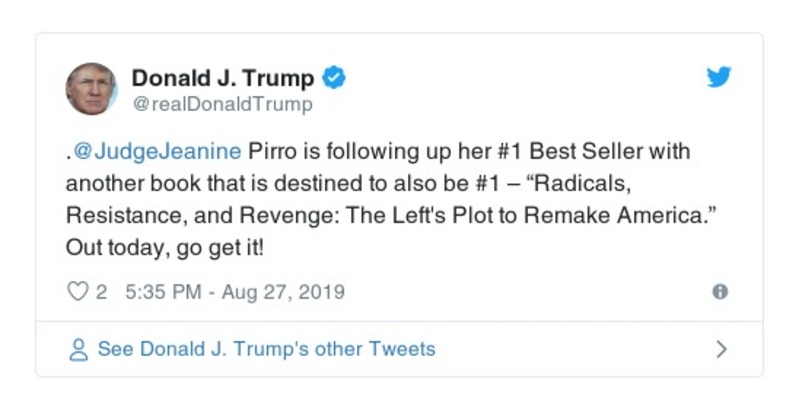 Donald J. Trump
@realDonaldTrump
.@JudgeJeanine Pirro is following up her #1 Best Seller with
another book that is destined to also be #1 – “Radicals,
Resistance, and Revenge: The Left's Plot to Remake America.”
Out today, go get it!
2 5:35 PM - Aug 27, 2019
See Donald J. Trump's other Tweets